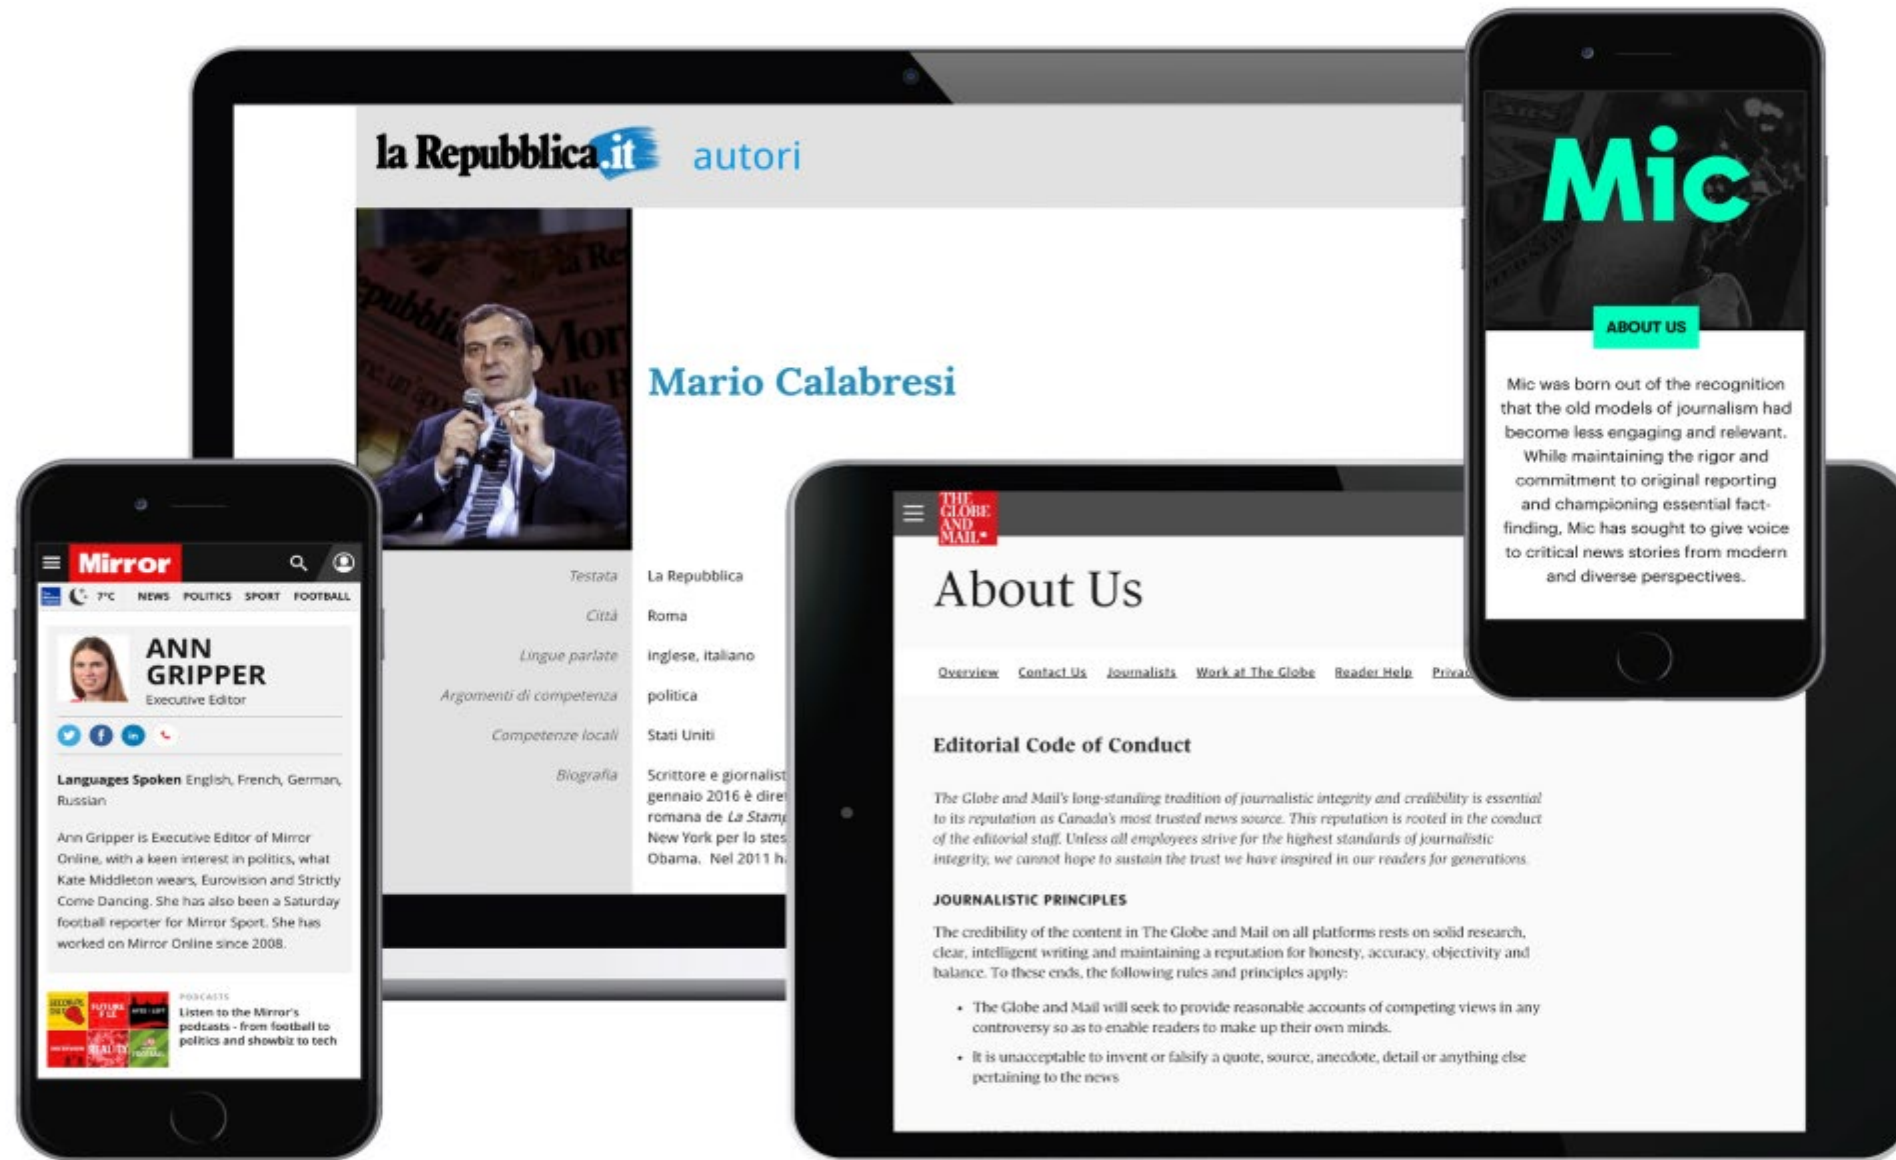 la Repubblica.it autori
Mario Calabresi
Testata La Repubblica
Città Roma
Lingue parlate inglese, italiano
Argomenti di competenza politica
Competenze locali Stati Uniti
Biografia Scrittore e giornalist
gennaio 2016 è diret
romana de La Stamp
New York per lo stes
Obama. Nel 2011 h
Mic
ABOUT US
Mic was born out of the recognition
that the old models of journalism had
become less engaging and relevant.
While maintaining the rigor and
commitment to original reporting
and championing essential fact-
finding, Mic has sought to give voice
to critical news stories from modern
and diverse perspectives.
Mirror
7°C NEWS POLITICS SPORT FOOTBALL
ANN
GRIPPER
Executive Editor
Languages Spoken English, French, German,
Russian
Ann Gripper is Executive Editor of Mirror
Online, with a keen interest in politics, what
Kate Middleton wears, Eurovision and Strictly
Come Dancing. She has also been a Saturday
football reporter for Mirror Sport. She has
worked on Mirror Online since 2008.
PODCASTS
Listen to the Mirror's
podcasts - from football to
politics and showbiz to tech
THE
GLOBE
AND
MAIL
About Us
Overview Contact Us Journalists Work at The Globe Reader Help Privac
Editorial Code of Conduct
The Globe and Mail's long-standing tradition of journalistic integrity and credibility is essential
to its reputation as Canada's most trusted news source. This reputation is rooted in the conduct
of the editorial staff. Unless all employees strive for the highest standards of journalistic
integrity, we cannot hope to sustain the trust we have inspired in our readers for generations.
JOURNALISTIC PRINCIPLES
The credibility of the content in The Globe and Mail on all platforms rests on solid research,
clear, intelligent writing and maintaining a reputation for honesty, accuracy, objectivity and
balance. To these ends, the following rules and principles apply:
• The Globe and Mail will seek to provide reasonable accounts of competing views in any
controversy so as to enable readers to make up their own minds.
• It is unacceptable to invent or falsify a quote, source, anecdote, detail or anything else
pertaining to the news